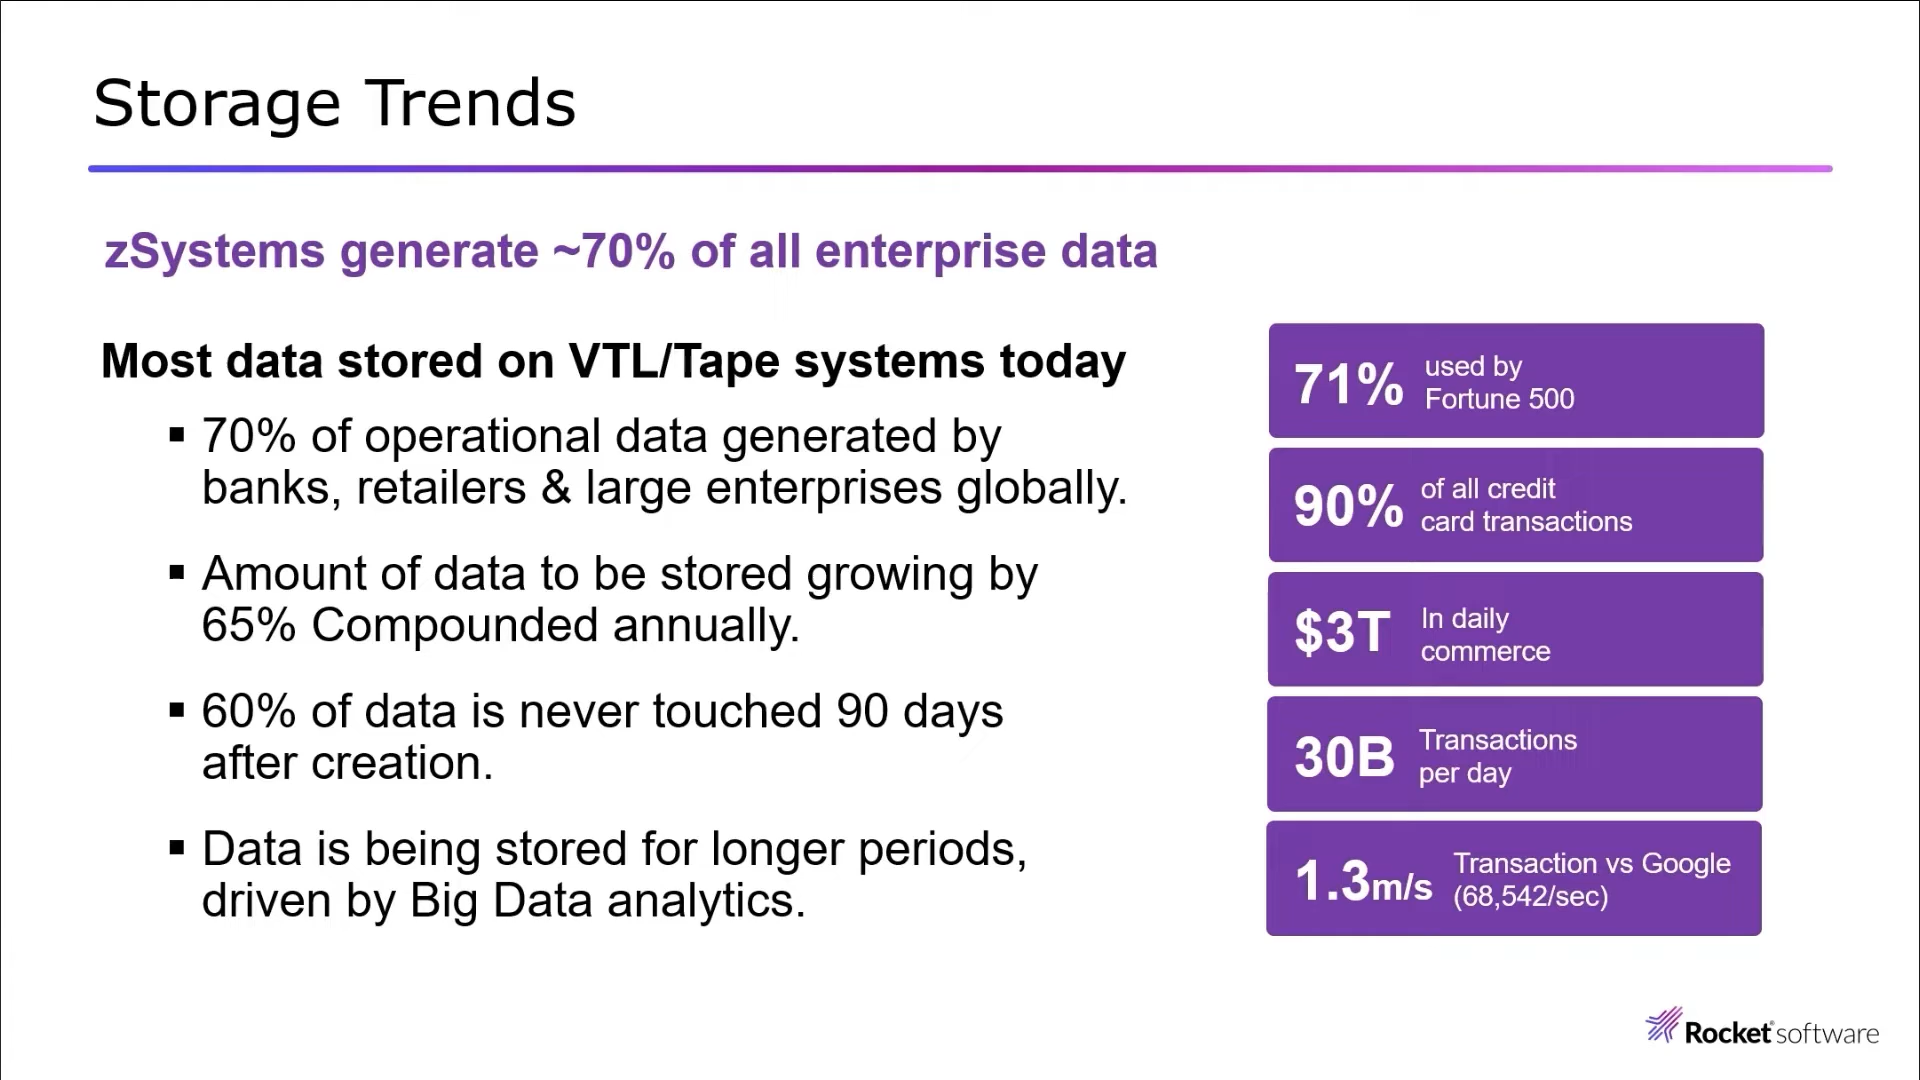 Storage Trends
zSystems generate ~70% of all enterprise data
Most data stored on VTL/Tape systems today
▪ 70% of operational data generated by
banks, retailers & large enterprises globally.
▪ Amount of data to be stored growing by
65% Compounded annually.
▪ 60% of data is never touched 90 days
after creation.
▪ Data is being stored for longer periods,
driven by Big Data analytics.
71% used by
Fortune 500
90% of all credit
card transactions
$3T In daily
commerce
30B Transactions
per day
1.3m/s Transaction vs Google
(68,542/sec)
Rocket® software